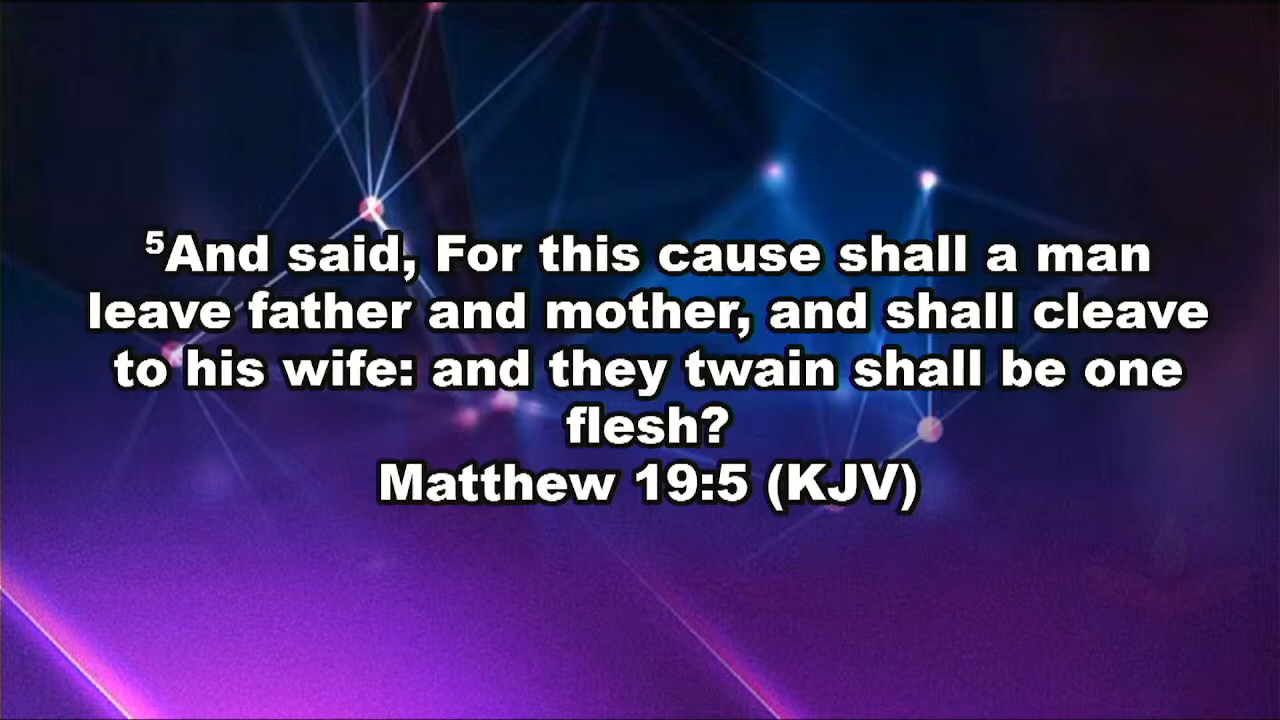 ⁵And said, For this cause shall a man
leave father and mother, and shall cleave
to his wife: and they twain shall be one
flesh?
Matthew 19:5 (KJV)